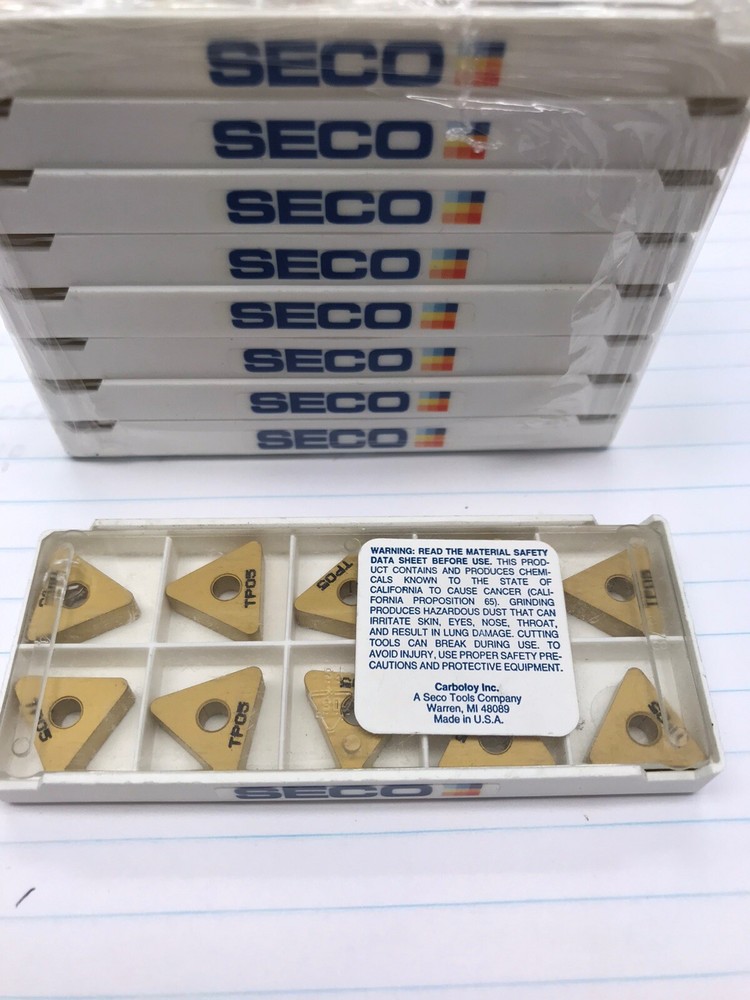 SECO
SECO
SECO
SECO
SECO
SECO
SECO
SECO
TP05
TP05
TP05
WARNING: READ THE MATERIAL SAFETY
DATA SHEET BEFORE USE. THIS PROD-
UCT CONTAINS AND PRODUCES CHEMI-
CALS KNOWN TO THE STATE OF
CALIFORNIA TO CAUSE CANCER (CALI-
FORNIA PROPOSITION 65). GRINDING
PRODUCES HAZARDOUS DUST THAT CAN
IRRITATE SKIN, EYES, NOSE, THROAT,
AND RESULT IN LUNG DAMAGE. CUTTING
TOOLS CAN BREAK DURING USE. TO
AVOID INJURY, USE PROPER SAFETY PRE-
CAUTIONS AND PROTECTIVE EQUIPMENT.
Carboloy Inc.
A Seco Tools Company
Warren, MI 48089
Made in U.S.A.
TP05
SECO